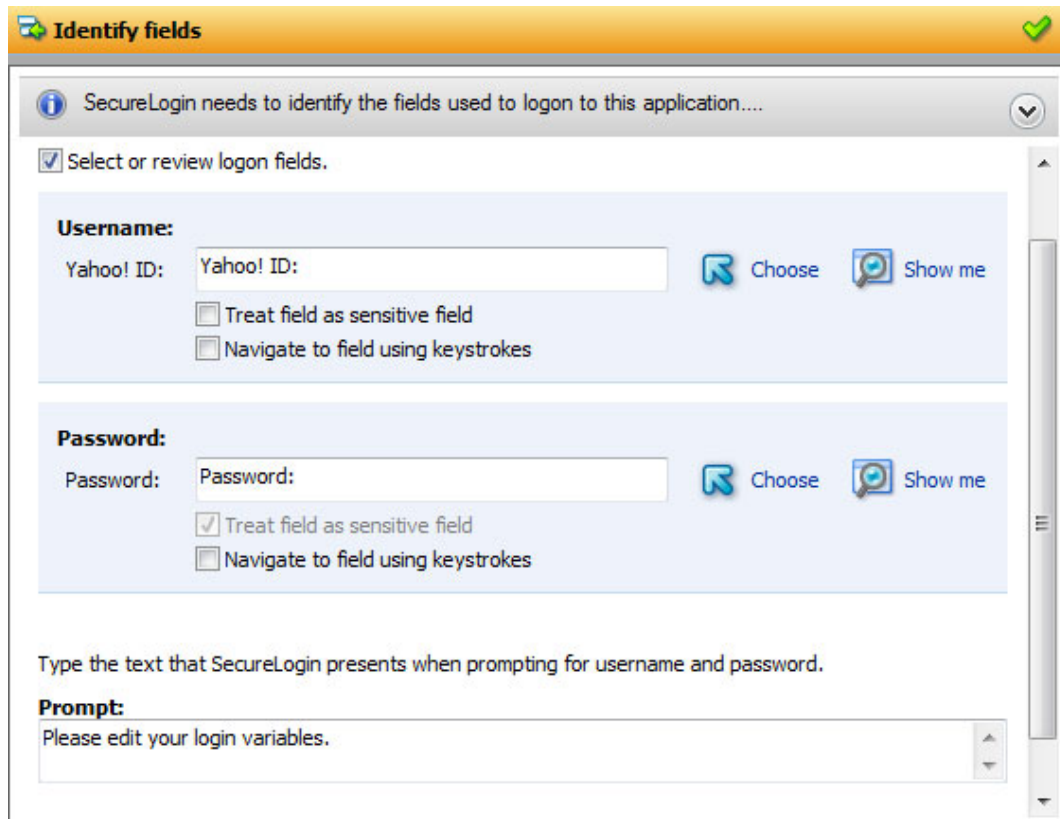 Identify fields
SecureLogin needs to identify the fields used to logon to this application....
Select or review logon fields.
Username:
Yahoo! ID: Yahoo! ID: Choose Show me
Treat field as sensitive field
Navigate to field using keystrokes
Password:
Password: Password: Choose Show me
Treat field as sensitive field
Navigate to field using keystrokes
Type the text that SecureLogin presents when prompting for username and password.
Prompt:
Please edit your login variables.